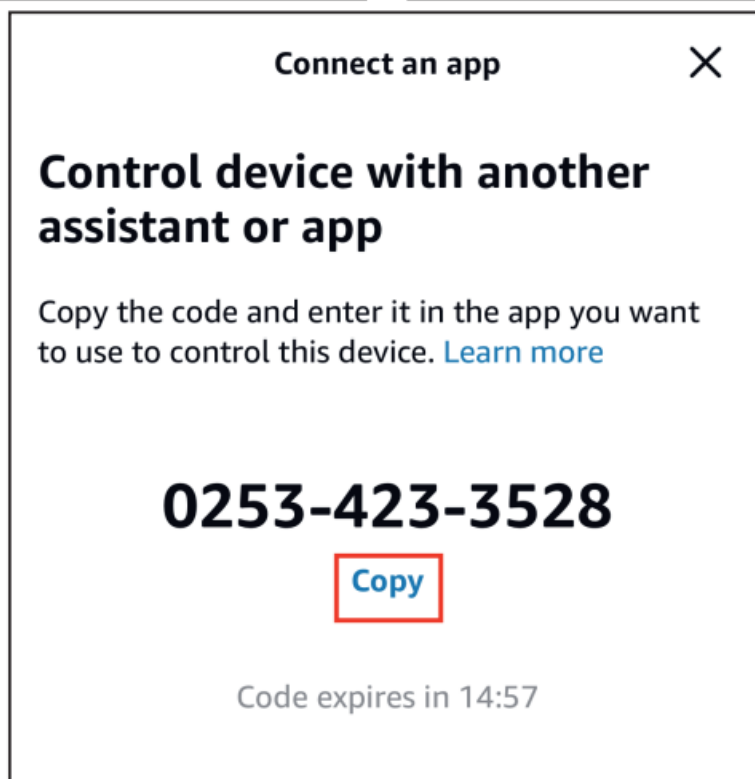 Connect an app
Control device with another
assistant or app
Copy the code and enter it in the app you want
to use to control this device. Learn more
0253-423-3528
Copy
Code expires in 14:57